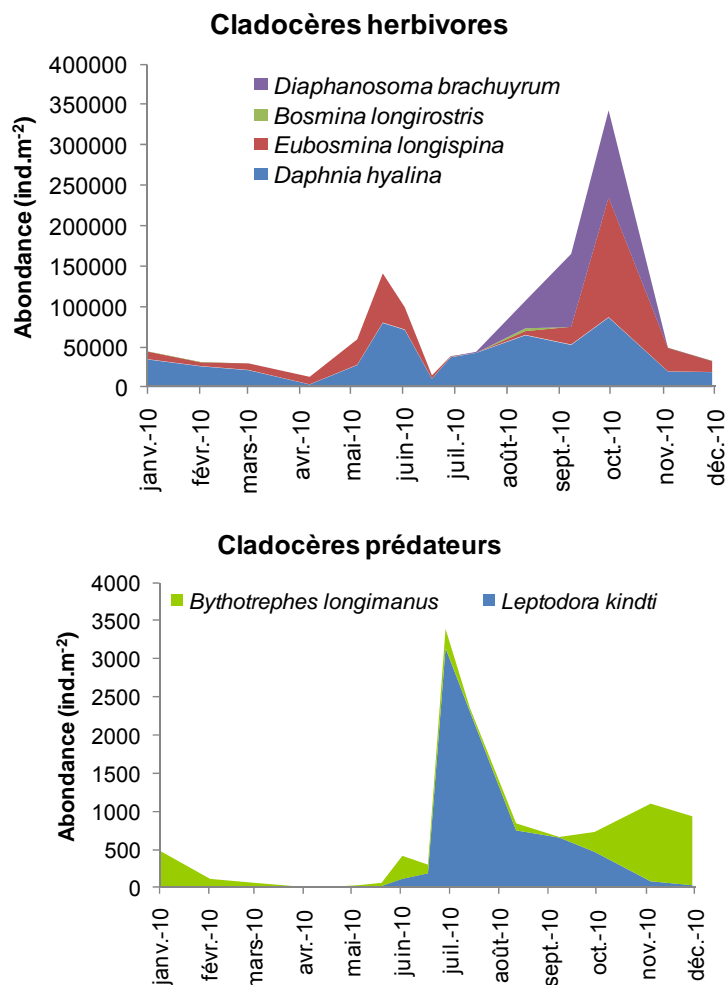 Cladocères herbivores
Abondance (ind.m-2)
400000
350000
300000
250000
200000
150000
100000
50000
0
Diaphanosoma brachuyrum
Bosmina longirostris
Eubosmina longispina
Daphnia hyalina
janv.-10
févr.-10
mars-10
avr.-10
mai-10
juin-10
juil.-10
août-10
sept.-10
oct.-10
nov.-10
déc.-10
Cladocères prédateurs
Abondance (ind.m-2)
4000
3500
3000
2500
2000
1500
1000
500
0
Bythotrephes longimanus
Leptodora kindti
janv.-10
févr.-10
mars-10
avr.-10
mai-10
juin-10
juil.-10
août-10
sept.-10
oct.-10
nov.-10
déc.-10